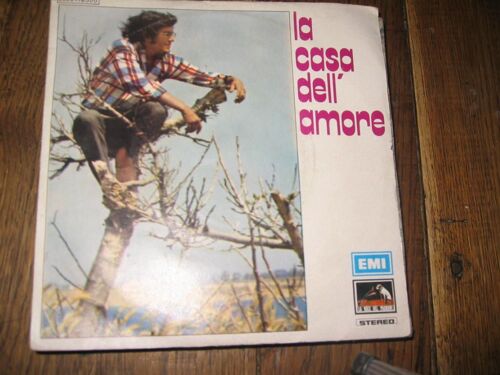 la
casa
dell'
amore
EMI
STEREO